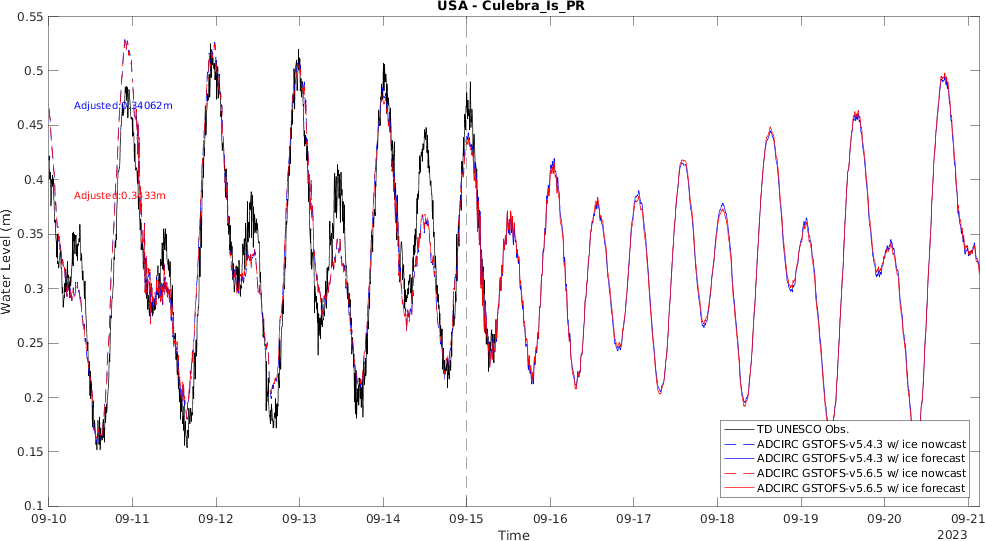 USA - Culebra_Is_PR
0.55
0.5
0.45
0.4
0.35
0.3
0.25
0.2
0.15
0.1
Water Level (m)
Adjusted:0.34062m
Adjusted:0.3433m
TD UNESCO Obs.
ADCIRC GSTOFS-v5.4.3 w/ ice nowcast
ADCIRC GSTOFS-v5.4.3 w/ ice forecast
ADCIRC GSTOFS-v5.6.5 w/ ice nowcast
ADCIRC GSTOFS-v5.6.5 w/ ice forecast
09-10 09-11 09-12 09-13 09-14 09-15 09-16 09-17 09-18 09-19 09-20 09-21
Time
2023